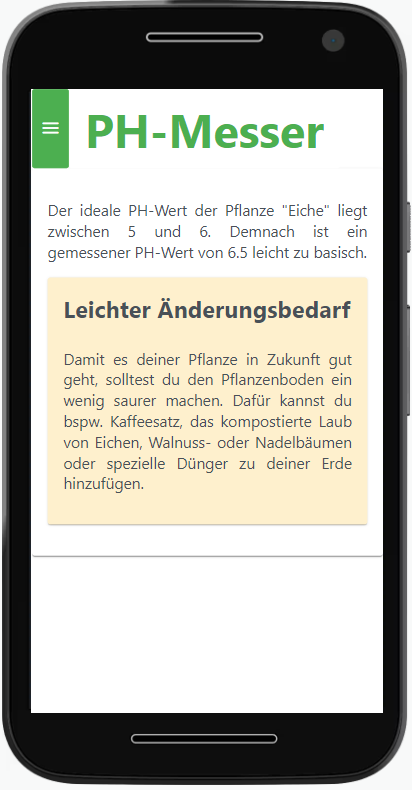 PH-Messer
Der ideale PH-Wert der Pflanze "Eiche" liegt
zwischen 5 und 6. Demnach ist ein
gemessener PH-Wert von 6.5 leicht zu basisch.
Leichter Änderungsbedarf
Damit es deiner Pflanze in Zukunft gut
geht, solltest du den Pflanzenboden ein
wenig saurer machen. Dafür kannst du
bspw. Kaffeesatz, das kompostierte Laub
von Eichen, Walnuss- oder Nadelbäumen
oder spezielle Dünger zu deiner Erde
hinzufügen.